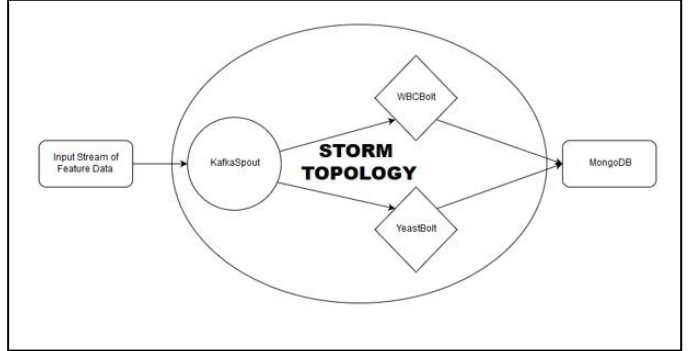 Input Stream of
Feature Data
KafkaSpout
WBCBolt
STORM
TOPOLOGY
YeastBolt
MongoDB